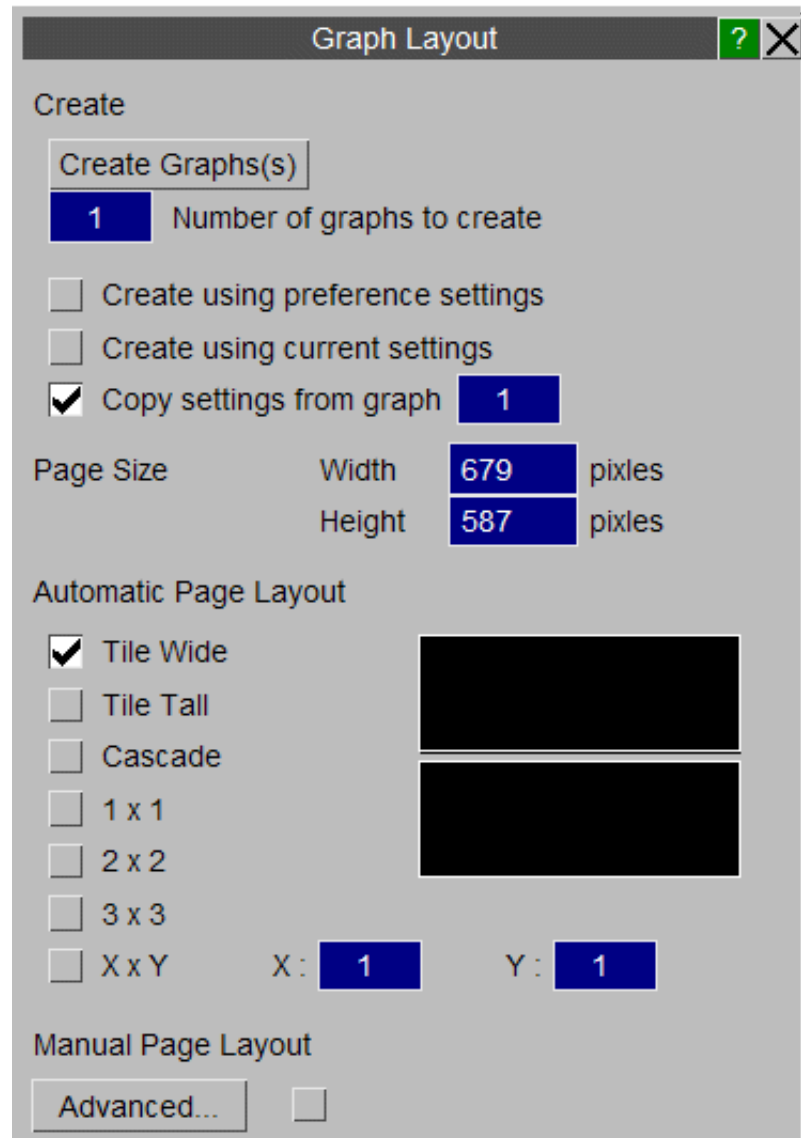 Graph Layout ?
Create
Create Graphs(s)
1 Number of graphs to create
Create using preference settings
Create using current settings
Copy settings from graph 1
Page Size Width 679 pixles
Height 587 pixles
Automatic Page Layout
Tile Wide
Tile Tall
Cascade
1 x 1
2 x 2
3 x 3
X x Y X : 1 Y : 1
Manual Page Layout
Advanced...